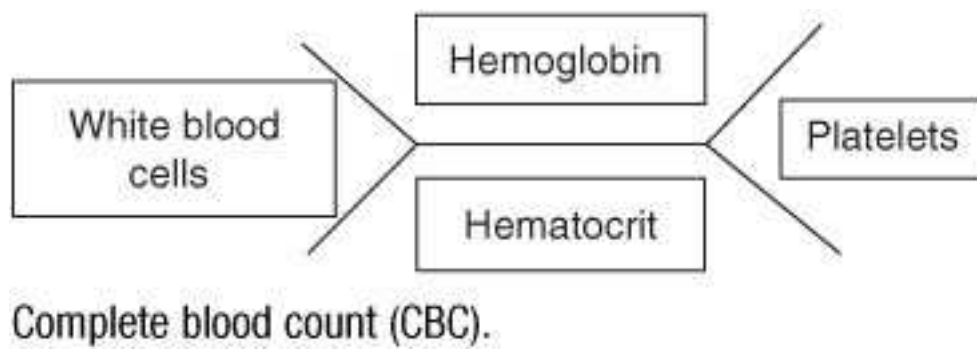 Hemoglobin
White blood
cells
Platelets
Hematocrit
Complete blood count (CBC).